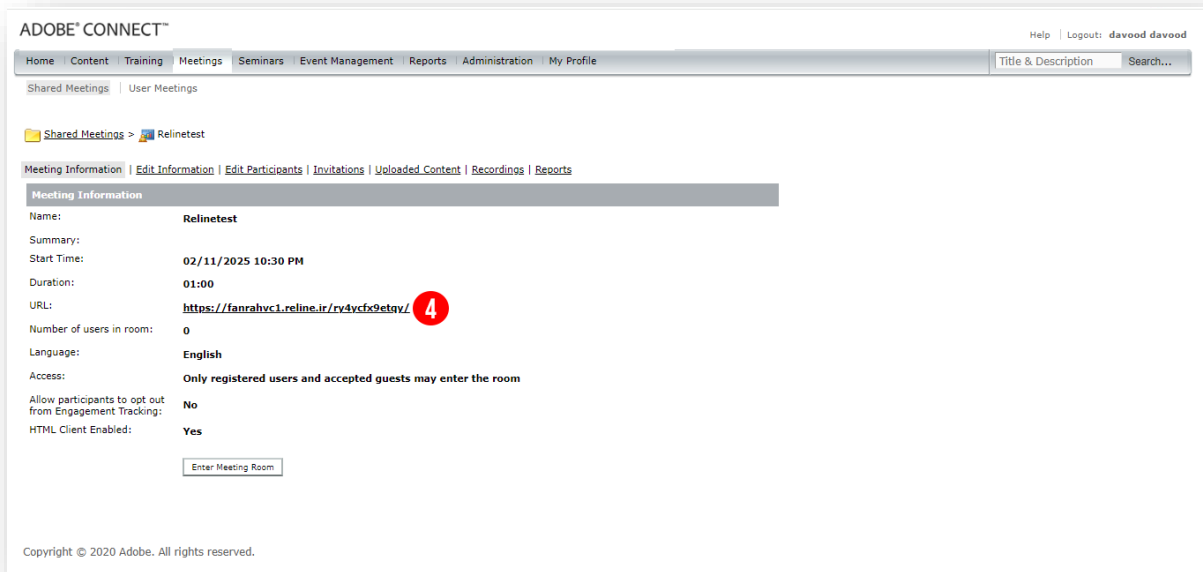 ADOBE® CONNECT™
Help | Logout: davood davood
Home | Content | Training | Meetings | Seminars | Event Management | Reports | Administration | My Profile
Title & Description Search...
Shared Meetings | User Meetings
Shared Meetings > Relinetest
Meeting Information | Edit Information | Edit Participants | Invitations | Uploaded Content | Recordings | Reports
Meeting Information
Name: Relinetest
Summary:
Start Time: 02/11/2025 10:30 PM
Duration: 01:00
URL: https://fanrahvc1.reline.ir/ry4ycfx9etqy/ 4
Number of users in room: 0
Language: English
Access: Only registered users and accepted guests may enter the room
Allow participants to opt out
from Engagement Tracking: No
HTML Client Enabled: Yes
Enter Meeting Room
Copyright © 2020 Adobe. All rights reserved.